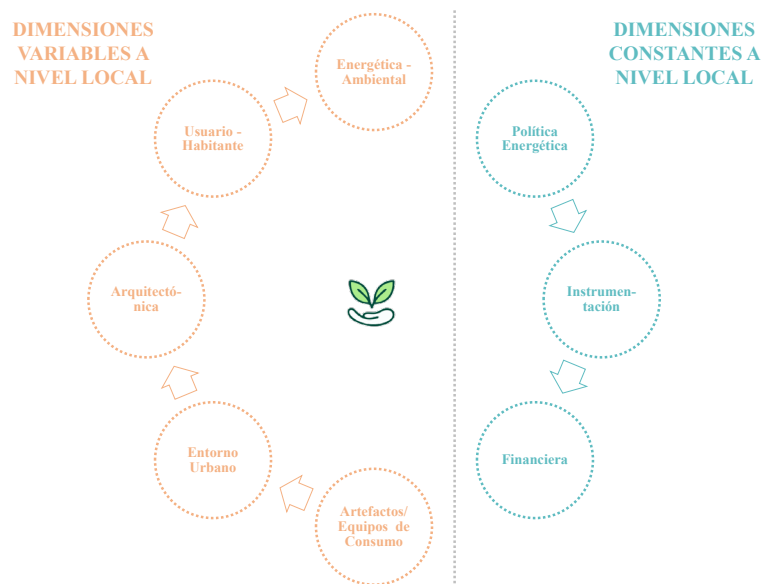 DIMENSIONES
VARIABLES A
NIVEL LOCAL
Energética -
Ambiental
Usuario -
Habitante
Arquitectó-
nica
Entorno
Urbano
Artefactos/
Equipos de
Consumo
DIMENSIONES
CONSTANTES A
NIVEL LOCAL
Política
Energética
Instrumen-
tación
Financiera